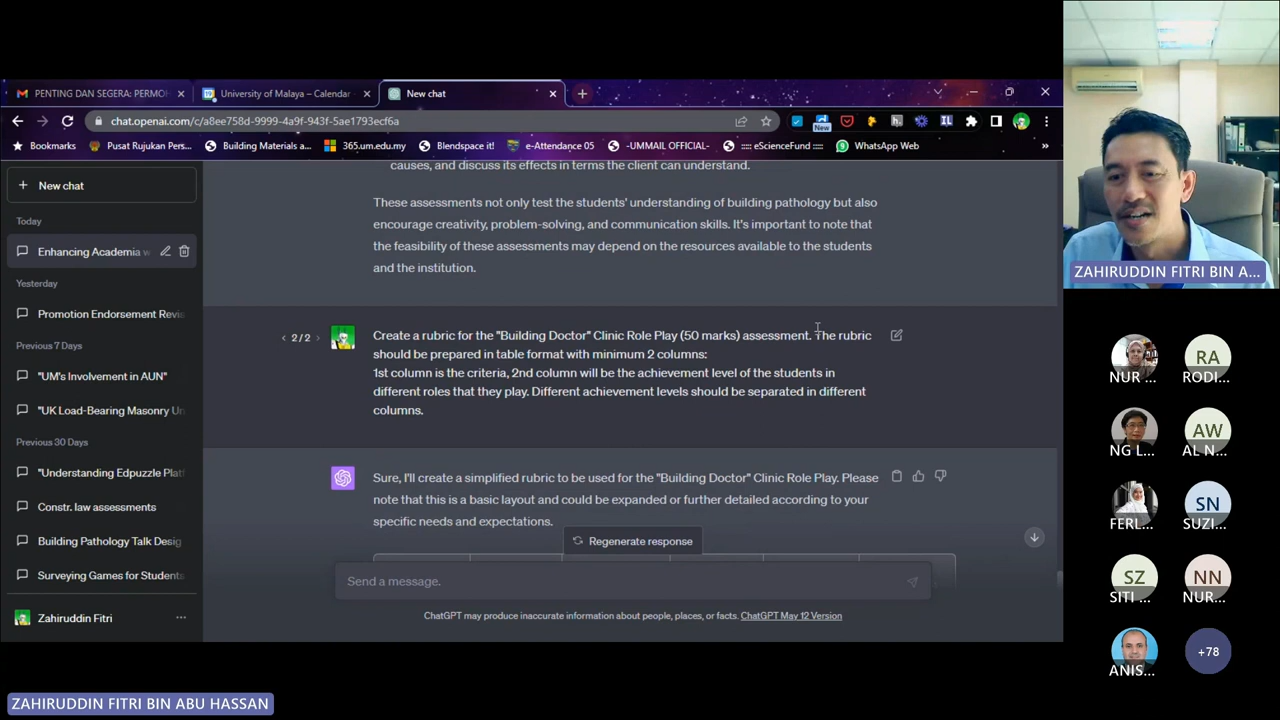 PENTING DAN SEGERA: PERMO
University of Malaya – Calendar
New chat
chat.openai.com/c/a8ee758d-9999-4a9f-943f-5ae1793ecf6a
New
Bookmarks
Pusat Rujukan Pers...
Building Materials a...
365.um.edu.my
Blendspace it!
e-Attendance 05
-UMMAIL OFFICIAL-
::::: eScienceFund ::::
WhatsApp Web
New chat
Today
Enhancing Academia w
Yesterday
Promotion Endorsement Revi
Previous 7 Days
"UM's Involvement in AUN"
"UK Load-Bearing Masonry Un
Previous 30 Days
"Understanding Edpuzzle Platf
Constr. law assessments
Building Pathology Talk Desig
Surveying Games for Students
Zahiruddin Fitri
causes, and discuss its effects in terms the client can understand.
These assessments not only test the students' understanding of building pathology but also
encourage creativity, problem-solving, and communication skills. It's important to note that
the feasibility of these assessments may depend on the resources available to the students
and the institution.
2/2
Create a rubric for the "Building Doctor" Clinic Role Play (50 marks) assessment. The rubric
should be prepared in table format with minimum 2 columns:
1st column is the criteria, 2nd column will be the achievement level of the students in
different roles that they play. Different achievement levels should be separated in different
columns.
Sure, I'll create a simplified rubric to be used for the "Building Doctor" Clinic Role Play. Please
note that this is a basic layout and could be expanded or further detailed according to your
specific needs and expectations.
Regenerate response
Send a message.
ChatGPT may produce inaccurate information about people, places, or facts. ChatGPT May 12 Version
ZAHIRUDDIN FITRI BIN A...
NUR ...
RA
RODI...
NG L...
AW
AL N...
FERL...
SN
SUZI...
SZ
SITI ...
NN
NUR...
ANIS...
+78
ZAHIRUDDIN FITRI BIN ABU HASSAN